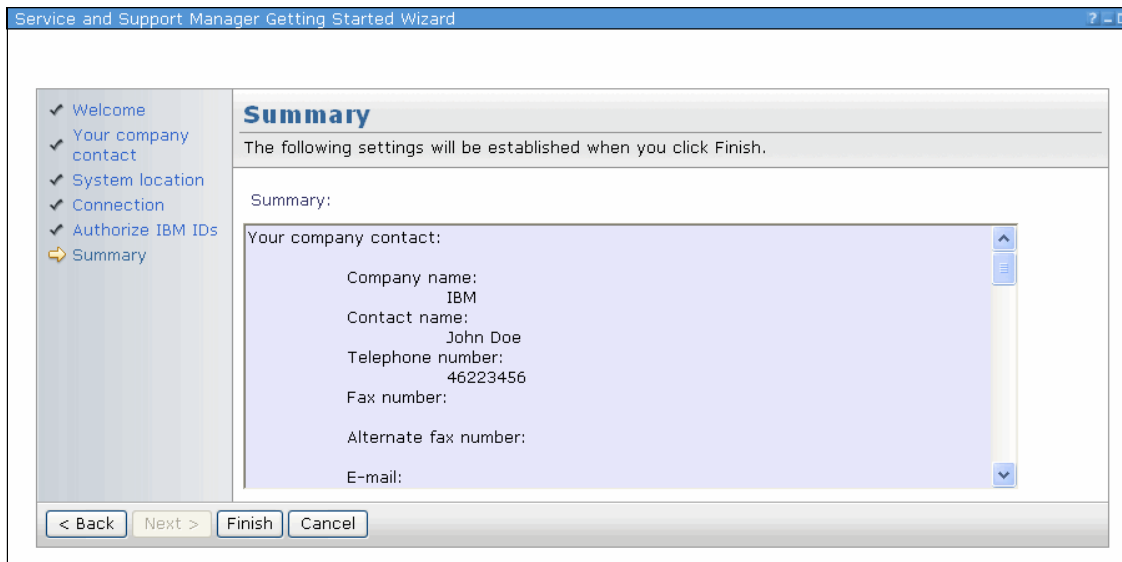 Service and Support Manager Getting Started Wizard
?
Welcome
Your company
contact
System location
Connection
Authorize IBM IDs
Summary
Summary
The following settings will be established when you click Finish.
Summary:
Your company contact:
Company name:
IBM
Contact name:
John Doe
Telephone number:
46223456
Fax number:
Alternate fax number:
E-mail:
< Back
Next >
Finish
Cancel